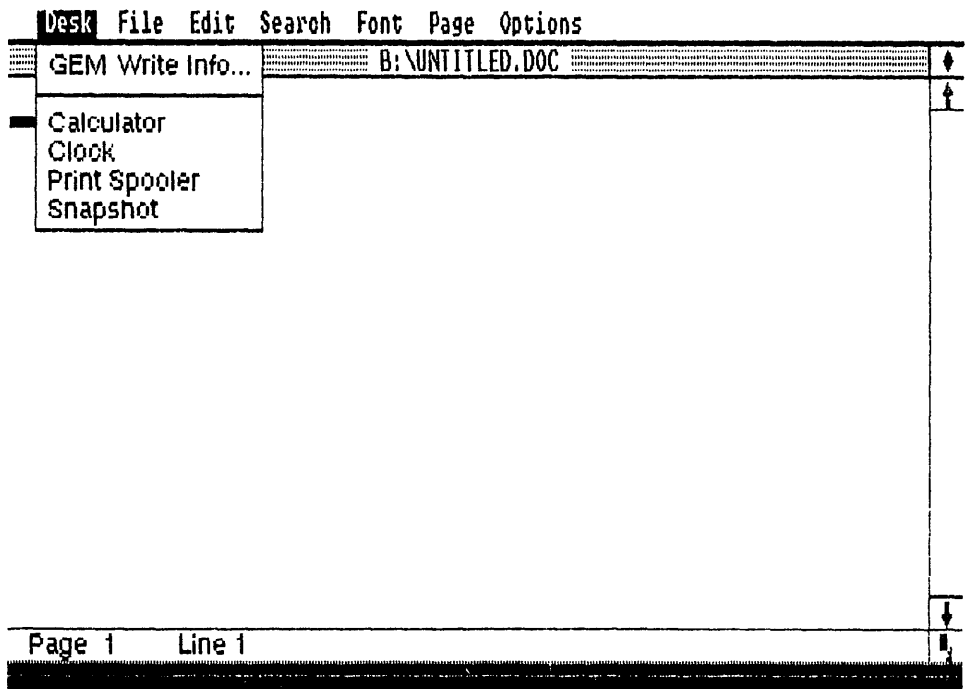 Desk File Edit Search Font Page Options
B:\UNTITLED.DOC
GEM Write Info...
Calculator
Clock
Print Spooler
Snapshot
Page 1 Line 1